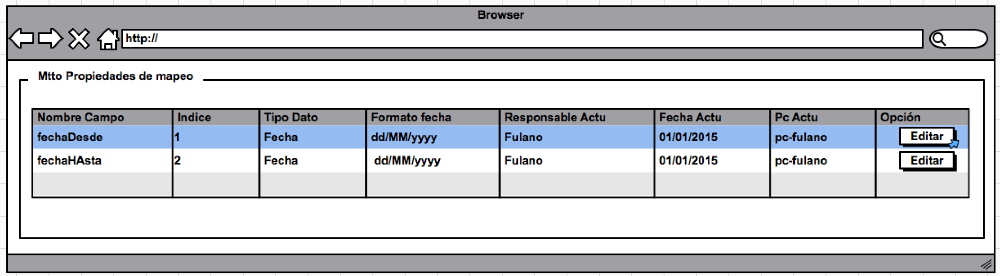 Browser
http://
Mtto Propiedades de mapeo
Nombre Campo Indice Tipo Dato Formato fecha Responsable Actu Fecha Actu Pc Actu Opción
fechaDesde 1 Fecha dd/MM/yyyy Fulano 01/01/2015 pc-fulano Editar
fechaHAsta 2 Fecha dd/MM/yyyy Fulano 01/01/2015 pc-fulano Editar